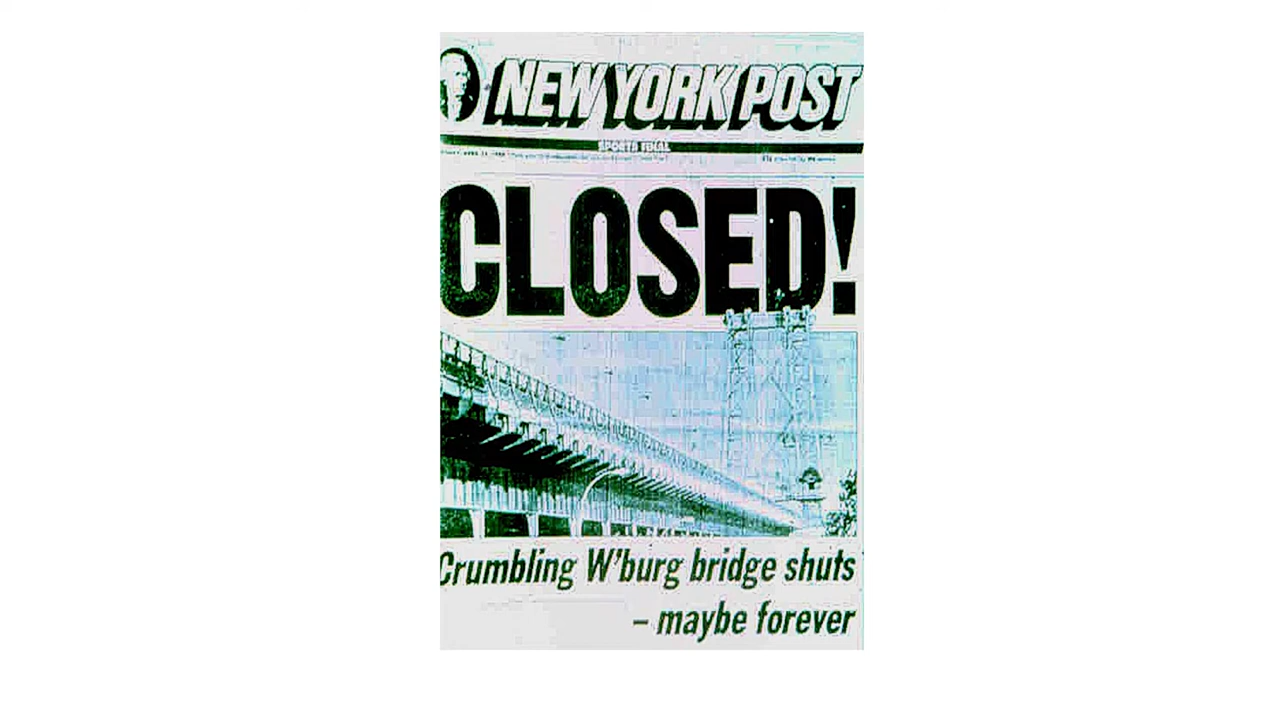 NEW YORK POST
SPORTS FINAL
CLOSED!
Crumbling W'burg bridge shuts
– maybe forever